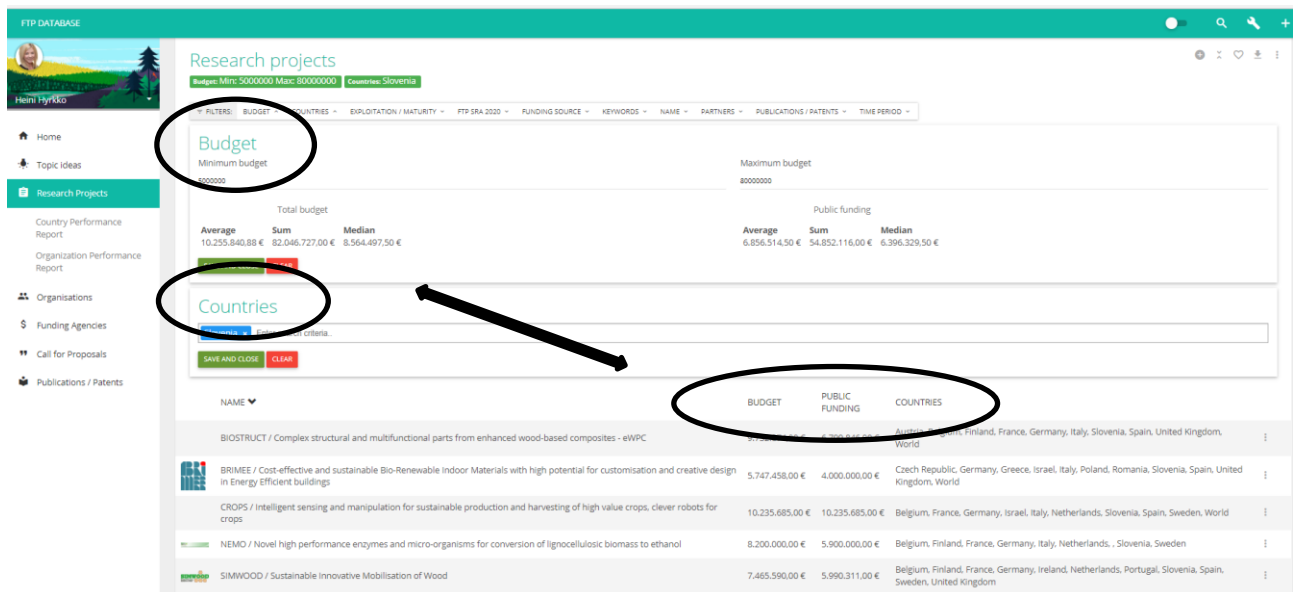 FTP DATABASE
Heini Hyrkko
Home
Topic ideas
Research Projects
Country Performance
Report
Organization Performance
Report
Organisations
Funding Agencies
Call for Proposals
Publications / Patents
Research projects
Budget: Min: 5000000 Max: 80000000 Countries: Slovenia
FILTERS: BUDGET COUNTRIES EXPLOITATION / MATURITY FTP SRA 2020 FUNDING SOURCE KEYWORDS NAME PARTNERS PUBLICATIONS / PATENTS TIME PERIOD
Budget
Minimum budget Maximum budget
5000000 80000000
Total budget Public funding
Average Sum Median Average Sum Median
10.255.840,88 € 82.046.727,00 € 8.564.497,50 € 6.856.514,50 € 54.852.116,00 € 6.396.329,50 €
CLEAR
Countries
Slovenia × Enter search criteria..
SAVE AND CLOSE CLEAR
NAME BUDGET PUBLIC FUNDING COUNTRIES
BIOSTRUCT / Complex structural and multifunctional parts from enhanced wood-based composites - eWPC
Austria, Belgium, Finland, France, Germany, Italy, Slovenia, Spain, United Kingdom,
World
BRIMEE
BRIMEE / Cost-effective and sustainable Bio-Renewable Indoor Materials with high potential for customisation and creative design
in Energy Efficient buildings
5.747.458,00 € 4.000.000,00 €
Czech Republic, Germany, Greece, Israel, Italy, Poland, Romania, Slovenia, Spain, United
Kingdom, World
CROPS / Intelligent sensing and manipulation for sustainable production and harvesting of high value crops, clever robots for
crops
10.235.685,00 € 10.235.685,00 € Belgium, France, Germany, Israel, Italy, Netherlands, Slovenia, Spain, Sweden, World
NEMO / Novel high performance enzymes and micro-organisms for conversion of lignocellulosic biomass to ethanol
8.200.000,00 € 5.900.000,00 € Belgium, Finland, France, Germany, Italy, Netherlands, , Slovenia, Sweden
SIMWOOD / Sustainable Innovative Mobilisation of Wood
7.465.590,00 € 5.990.311,00 €
Belgium, Finland, France, Germany, Ireland, Netherlands, Portugal, Slovenia, Spain,
Sweden, United Kingdom